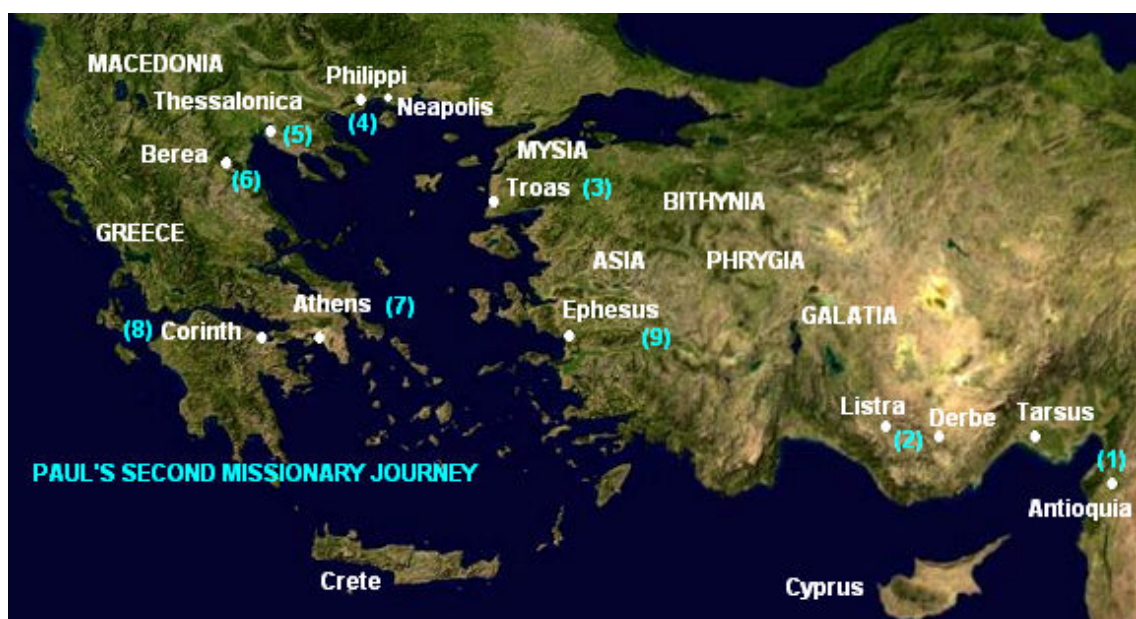 MACEDONIA
Philippi
Thessalonica
Neapolis
(4)
(5)
Berea
MYSIA
(6)
Troas (3)
BITHYNIA
GREECE
ASIA
PHRYGIA
Athens (7)
Ephesus
GALATIA
(8) Corinth
(9)
Listra
Derbe
Tarsus
(2)
PAUL'S SECOND MISSIONARY JOURNEY
(1)
Antioquia
Crete
Cyprus